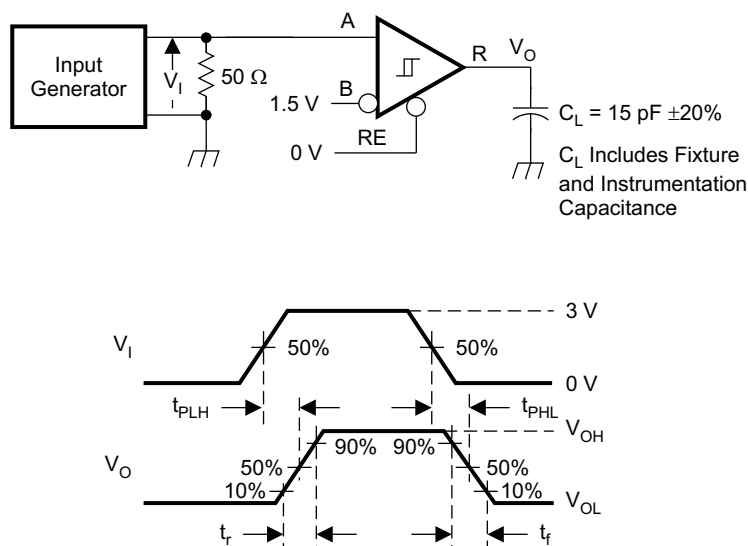 Input
Generator
V_I
50 Ω
A
B
1.5 V
RE
0 V
R
V_O
C_L = 15 pF ±20%
C_L Includes Fixture
and Instrumentation
Capacitance
3 V
V_I
50%
50%
0 V
t_PLH
t_PHL
V_OH
90%
90%
V_O
50%
50%
10%
10%
V_OL
t_r
t_f